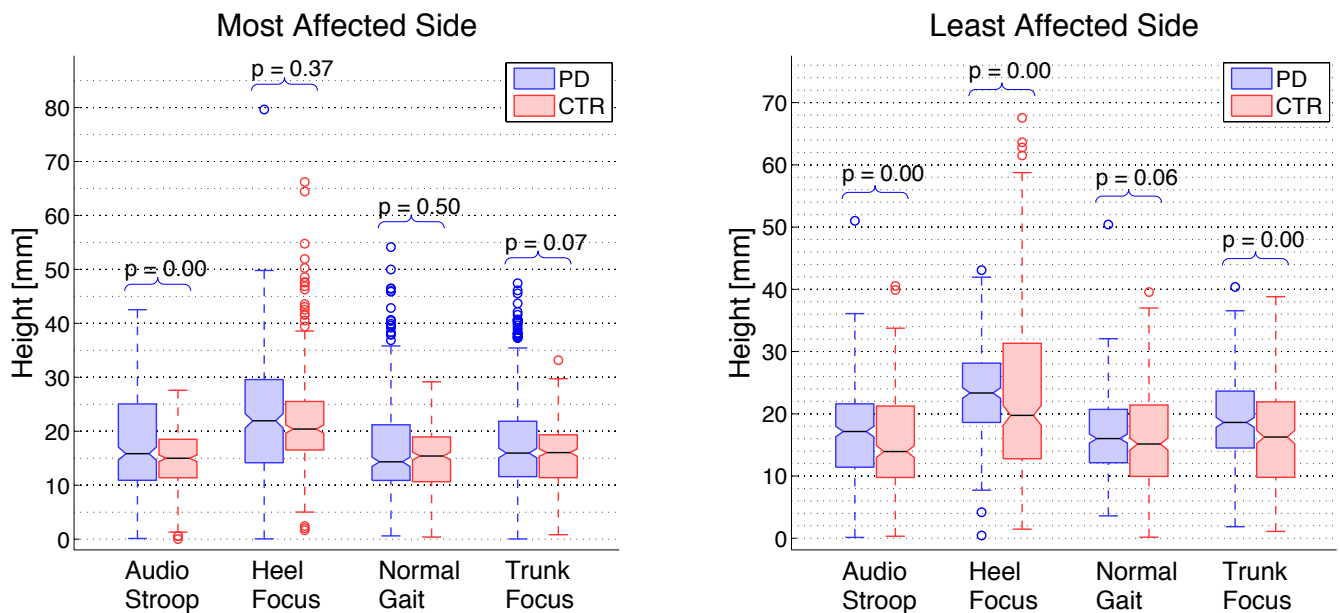 Most Affected Side
Height [mm]
80
70
60
50
40
30
20
10
0
p = 0.00
p = 0.37
p = 0.50
p = 0.07
PD
CTR
Audio
Stroop
Heel
Focus
Normal
Gait
Trunk
Focus
Least Affected Side
Height [mm]
70
60
50
40
30
20
10
0
p = 0.00
p = 0.00
p = 0.06
p = 0.00
PD
CTR
Audio
Stroop
Heel
Focus
Normal
Gait
Trunk
Focus